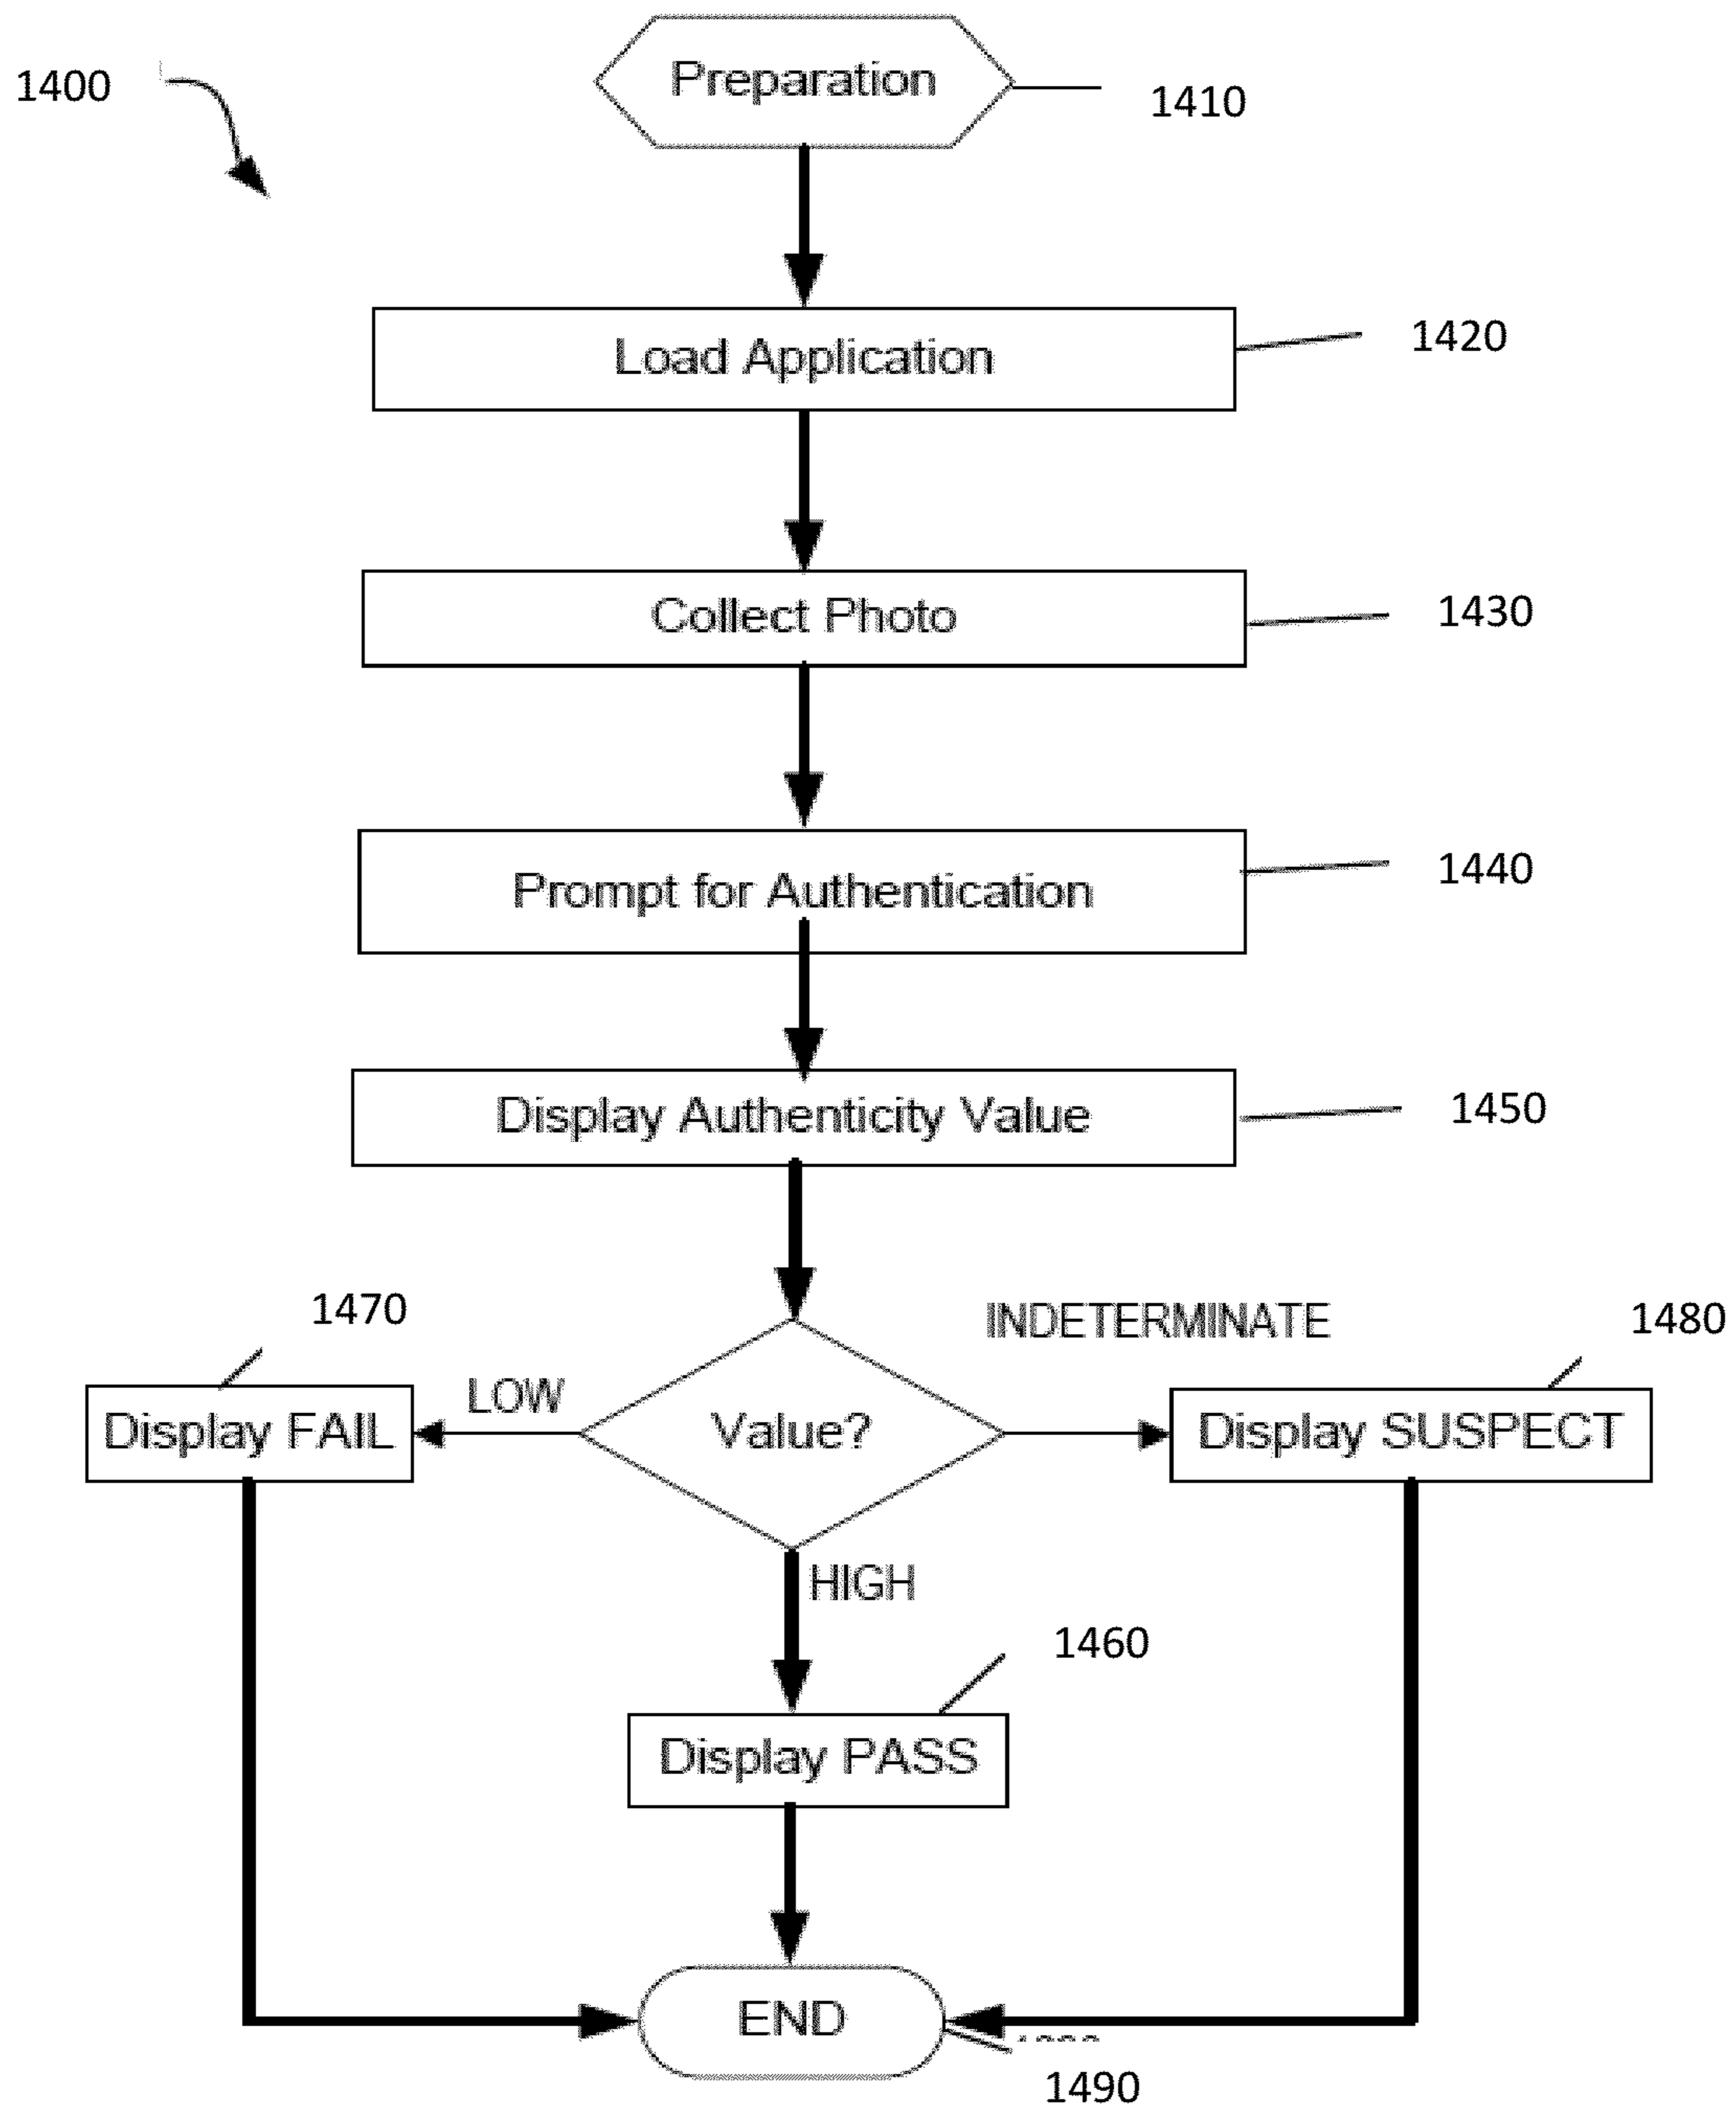 1400
Preparation
1410
Load Application
1420
Collect Photo
1430
Prompt for Authentication
1440
Display Authenticity Value
1450
1470
INDETERMINATE
1480
Display FAIL
LOW
Value?
Display SUSPECT
HIGH
1460
Display PASS
END
1490